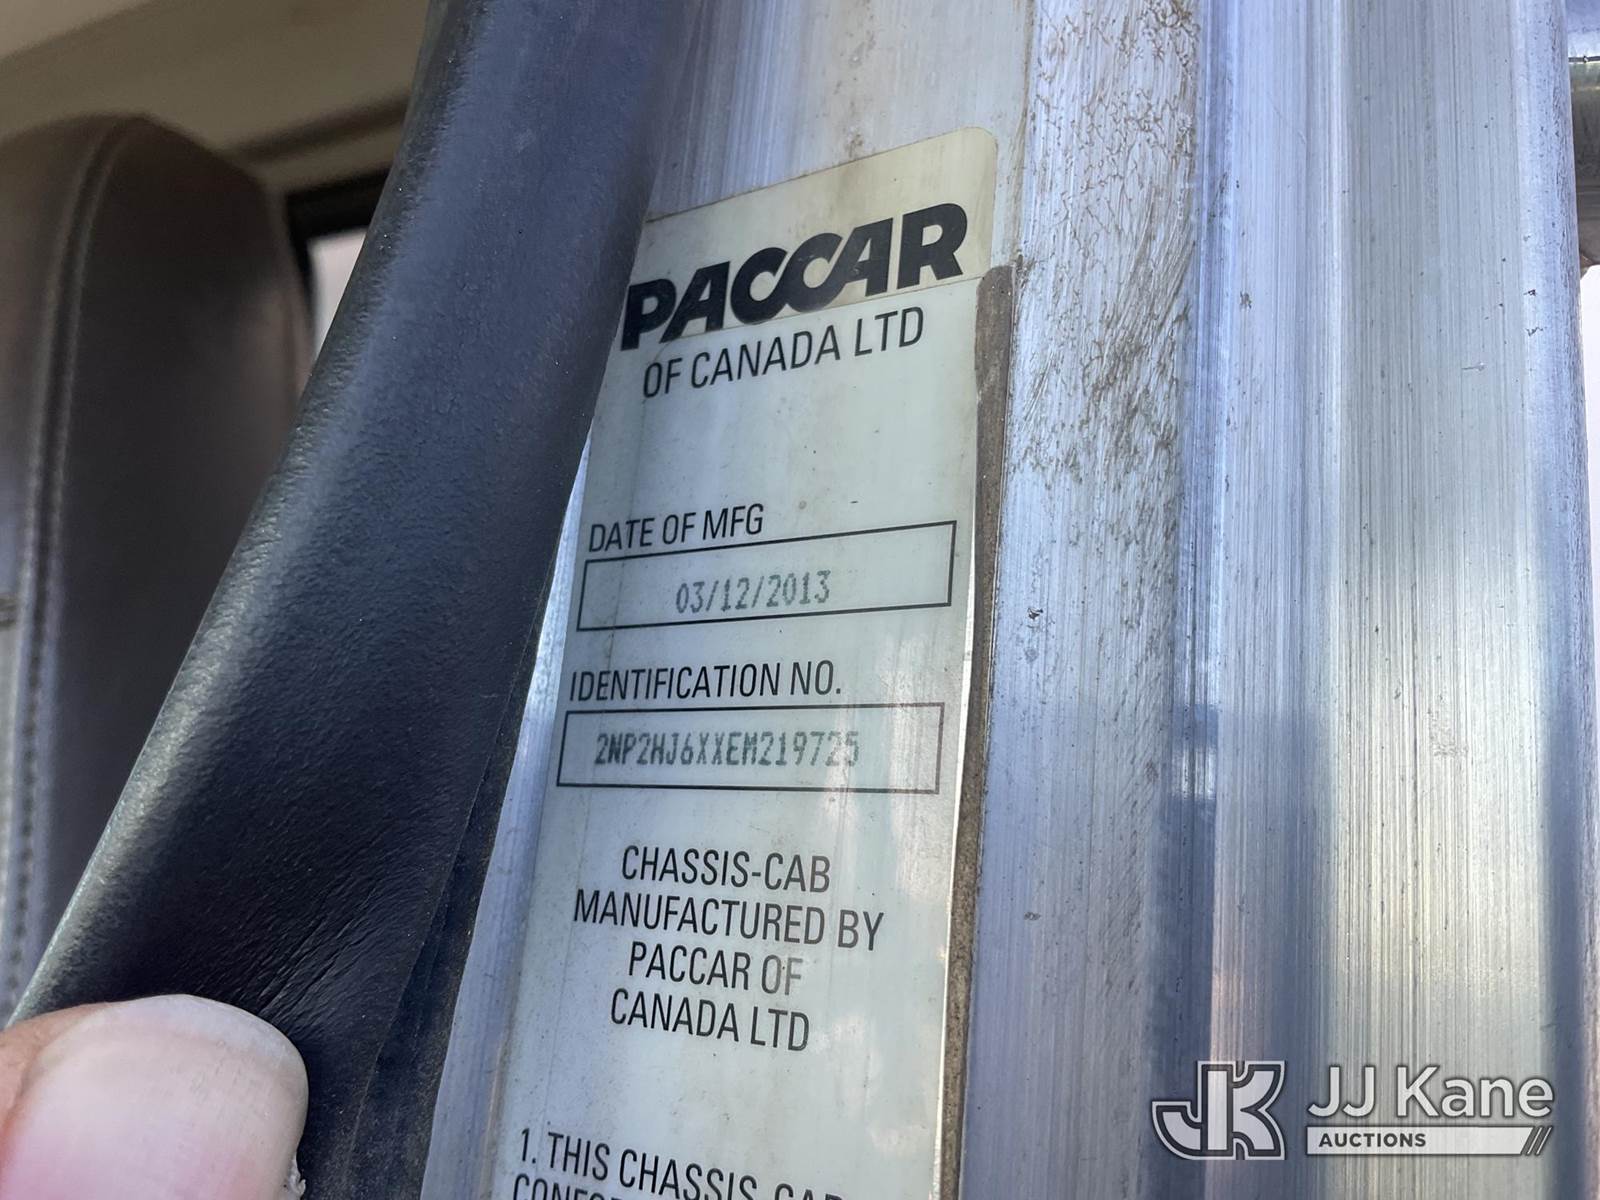 PACCAR
OF CANADA LTD
DATE OF MFG
03/12/2013
IDENTIFICATION NO.
2NP2HJ6XXEM219725
CHASSIS-CAB
MANUFACTURED BY
PACCAR OF
CANADA LTD
1. THIS CHASSIS-CAB
JK JJ Kane
AUCTIONS